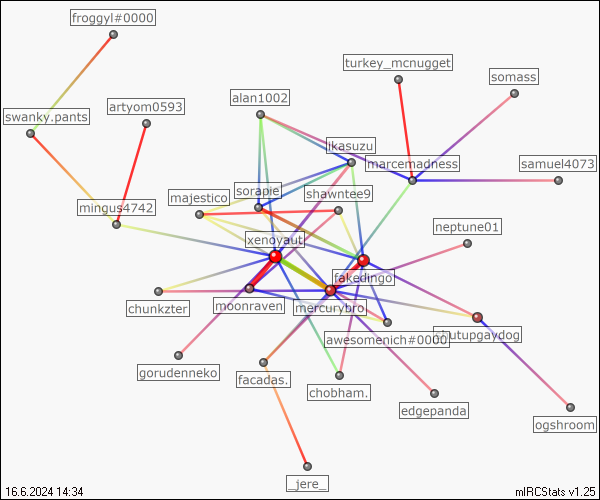 froggyl#0000
turkey_mcnugget
somass
alan1002
artyom0593
swanky.pants
ikasuzu
marcemadness
samuel4073
sorapie
shawntee9
majestico
mingus4742
neptune01
xenoyaut
fakedingo
chunkzter
moonraven
mercurybro
awesomenich#0000
shutupgaydog
gorudenneko
facadas.
chobham.
edgepanda
ogshroom
_jere_
16.6.2024 14:34
mIRCStats v1.25